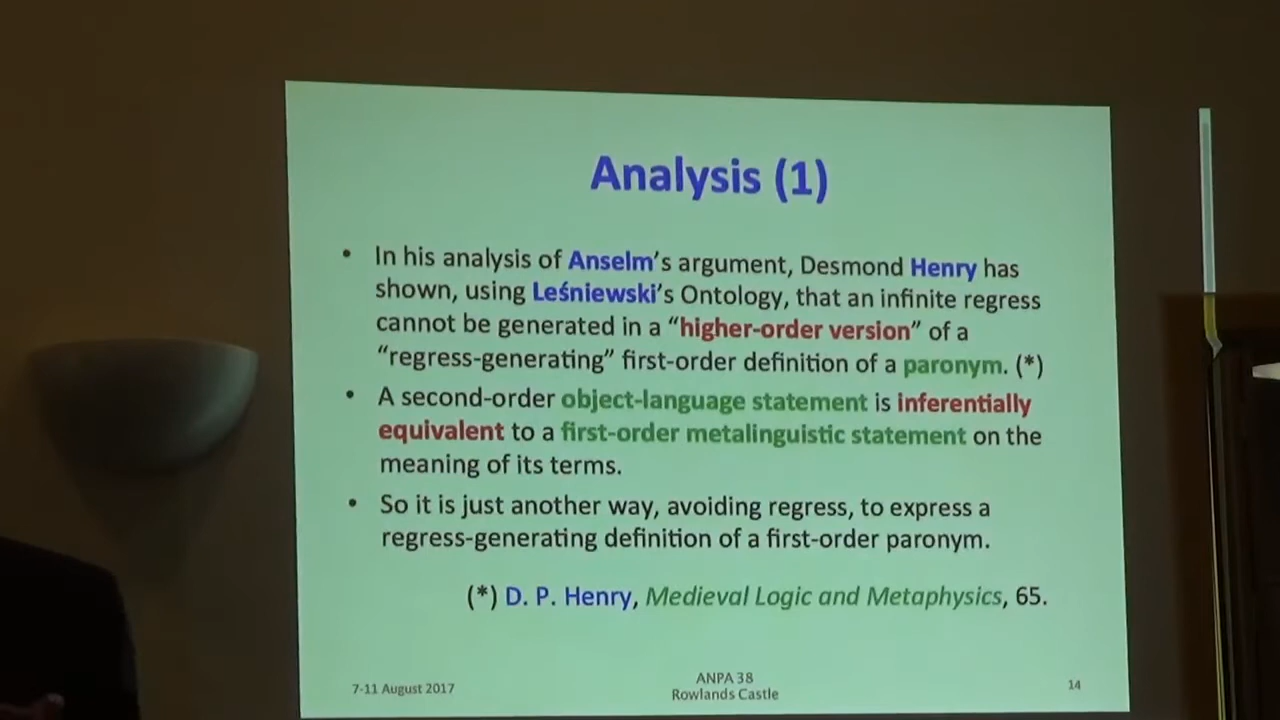 Analysis (1)
• In his analysis of Anselm's argument, Desmond Henry has
shown, using Leśniewski's Ontology, that an infinite regress
cannot be generated in a “higher-order version” of a
“regress-generating” first-order definition of a paronym. (*)
• A second-order object-language statement is inferentially
equivalent to a first-order metalinguistic statement on the
meaning of its terms.
• So it is just another way, avoiding regress, to express a
regress-generating definition of a first-order paronym.
(*) D. P. Henry, Medieval Logic and Metaphysics, 65.
7-11 August 2017
ANPA 38
Rowlands Castle
14